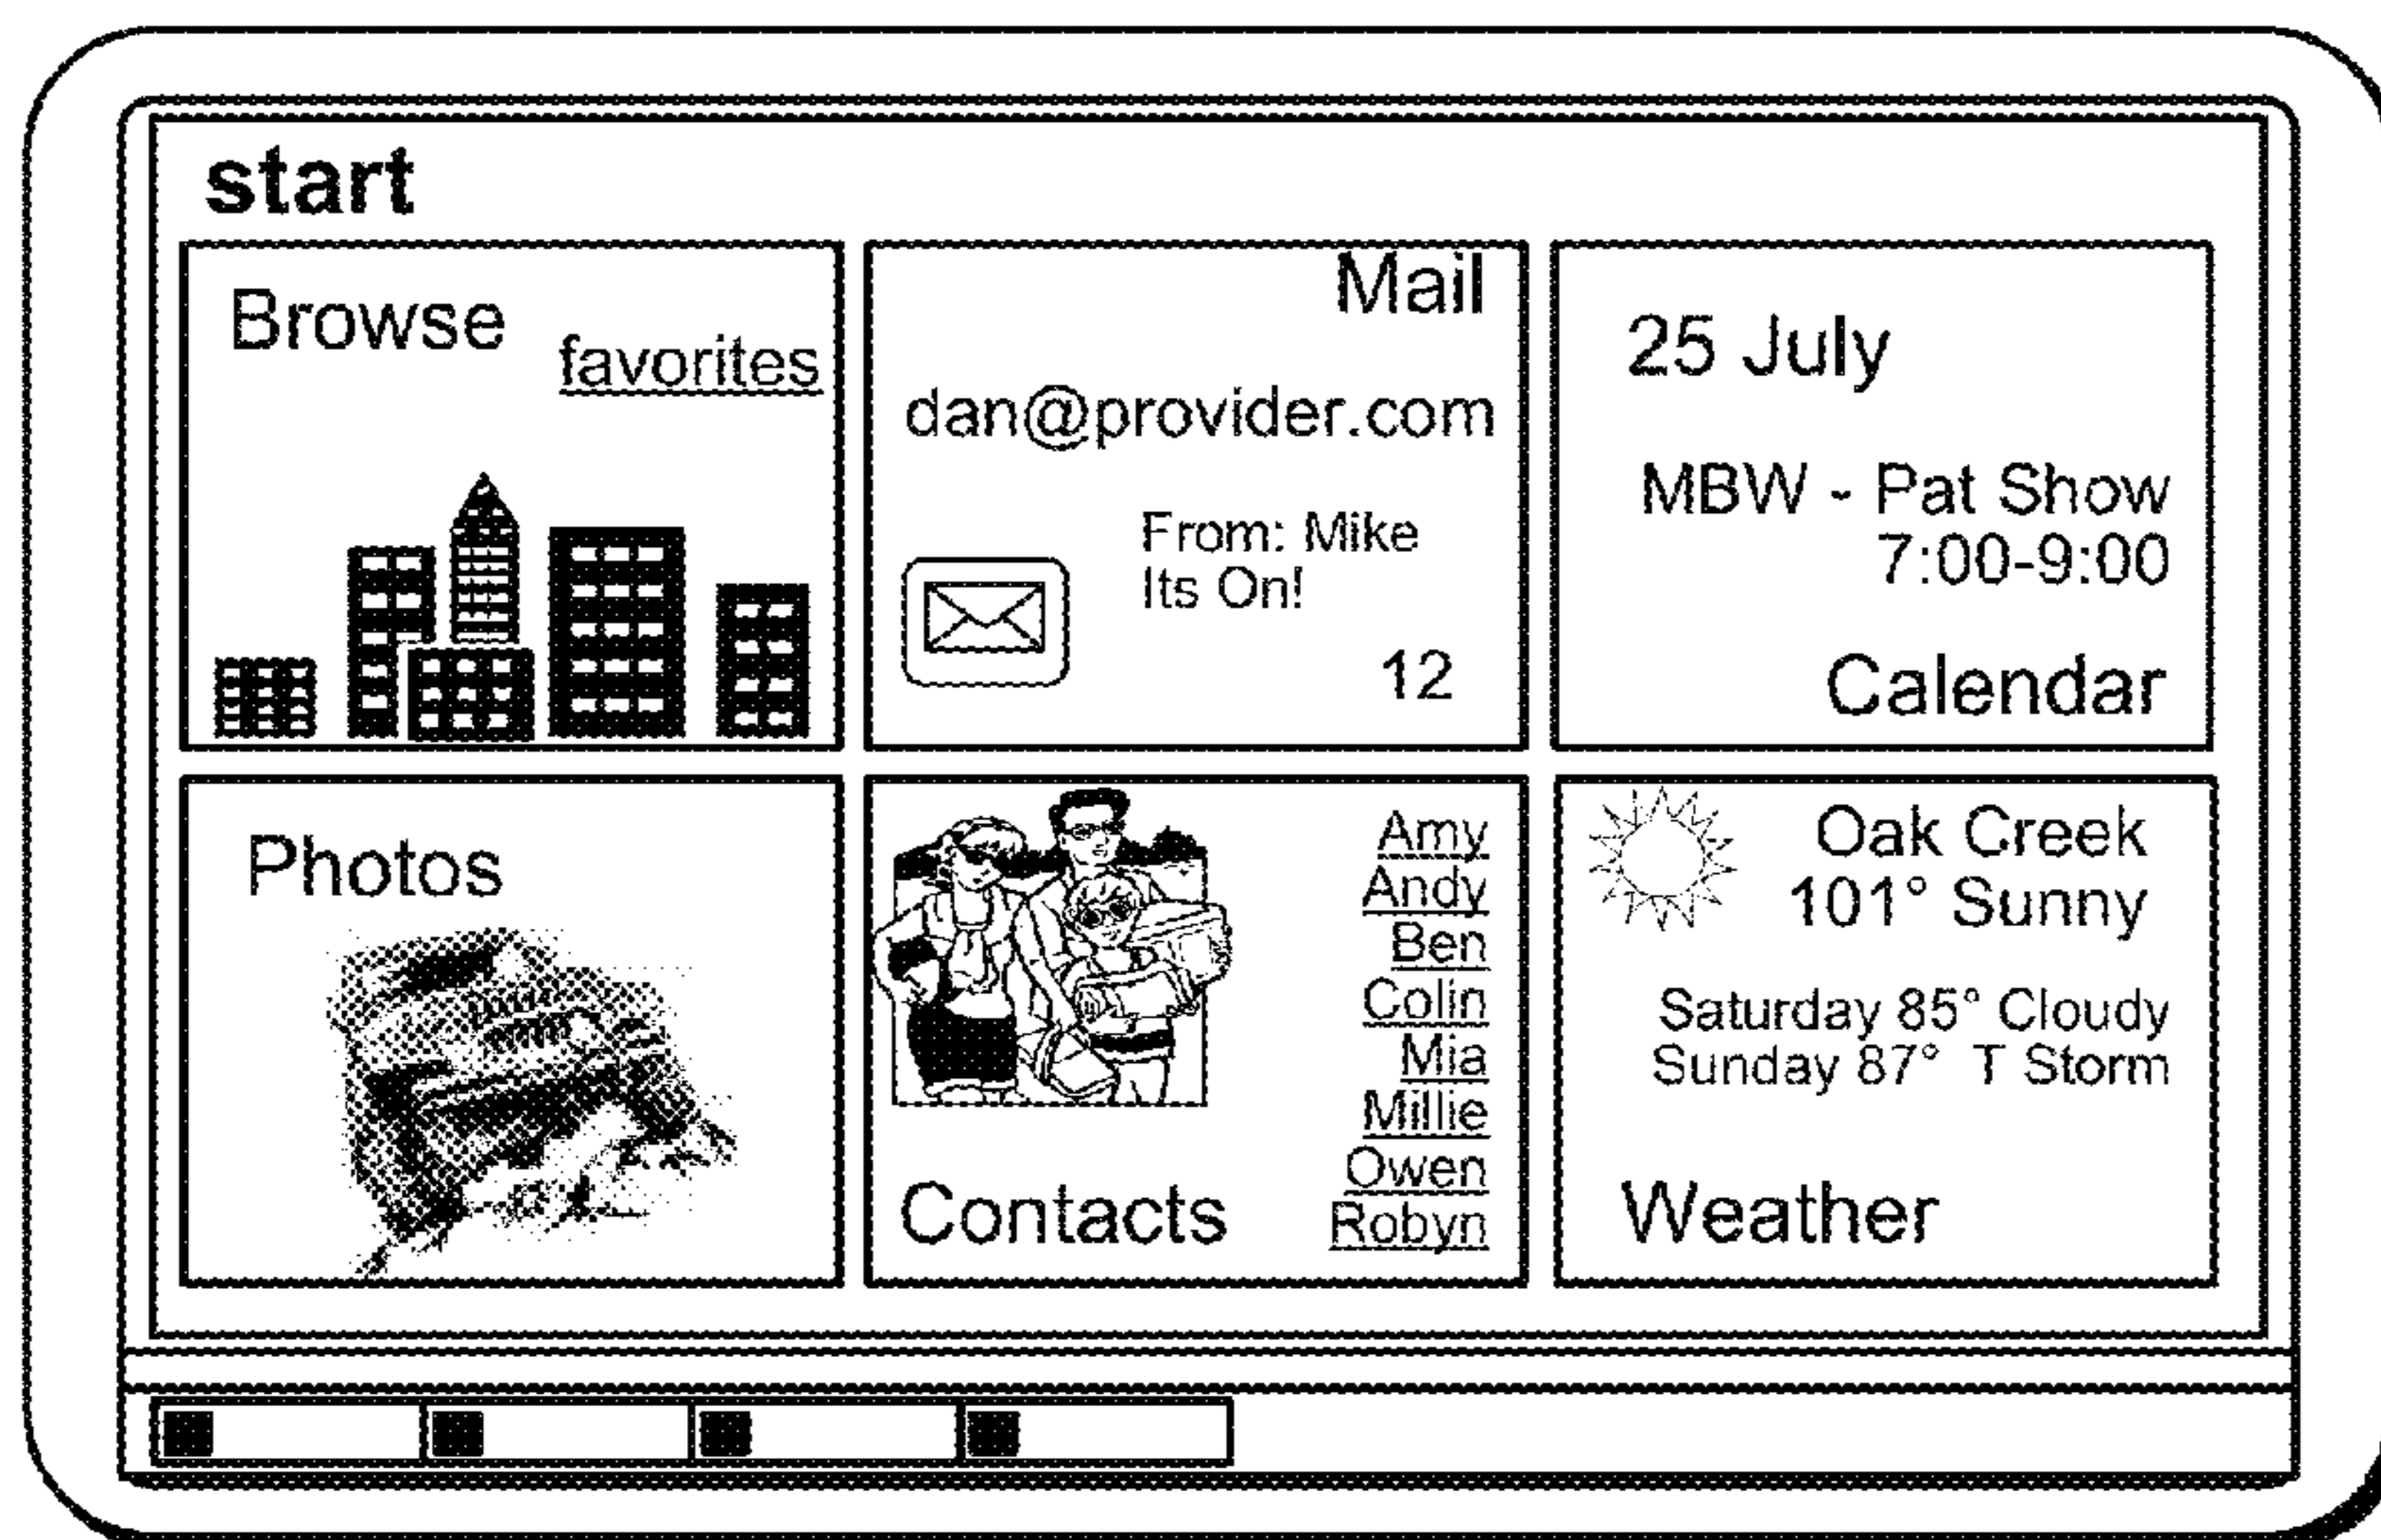 start
Browse
favorites
Mail
dan@provider.com
From: Mike
Its On!
12
25 July
MBW - Pat Show
7:00-9:00
Calendar
Photos
Contacts
Amy
Andy
Ben
Colin
Mia
Millie
Owen
Robyn
Oak Creek
101° Sunny
Saturday 85° Cloudy
Sunday 87° T Storm
Weather